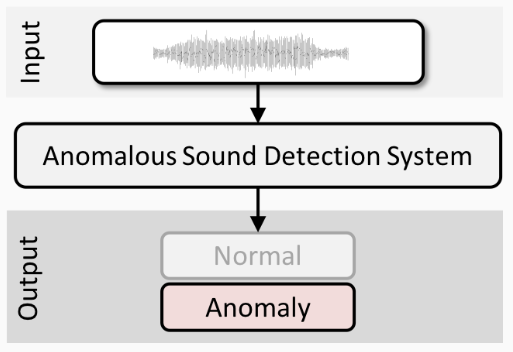 Input
Anomalous Sound Detection System
Output
Normal
Anomaly